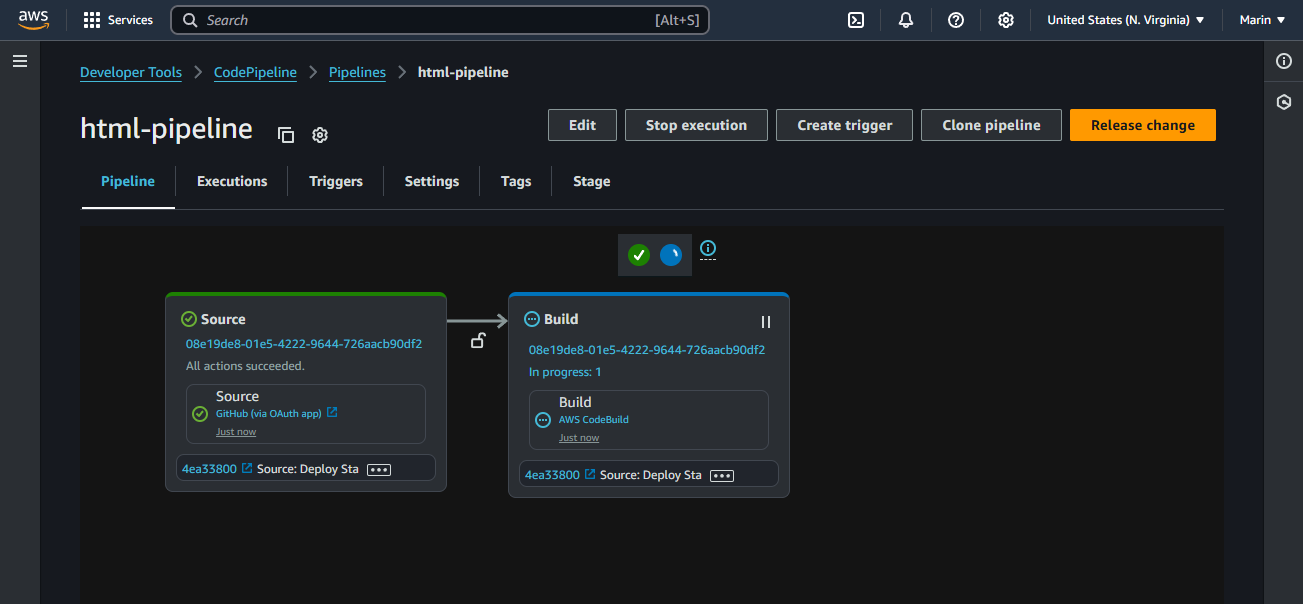 aws Services Search [Alt+S] United States (N. Virginia) Marin
Developer Tools CodePipeline Pipelines html-pipeline
html-pipeline Edit Stop execution Create trigger Clone pipeline Release change
Pipeline Executions Triggers Settings Tags Stage
Source
08e19de8-01e5-4222-9644-726aacb90df2
All actions succeeded.
Source
GitHub (via OAuth app)
Just now
4ea33800 Source: Deploy Sta
Build
08e19de8-01e5-4222-9644-726aacb90df2
In progress: 1
Build
AWS CodeBuild
Just now
4ea33800 Source: Deploy Sta